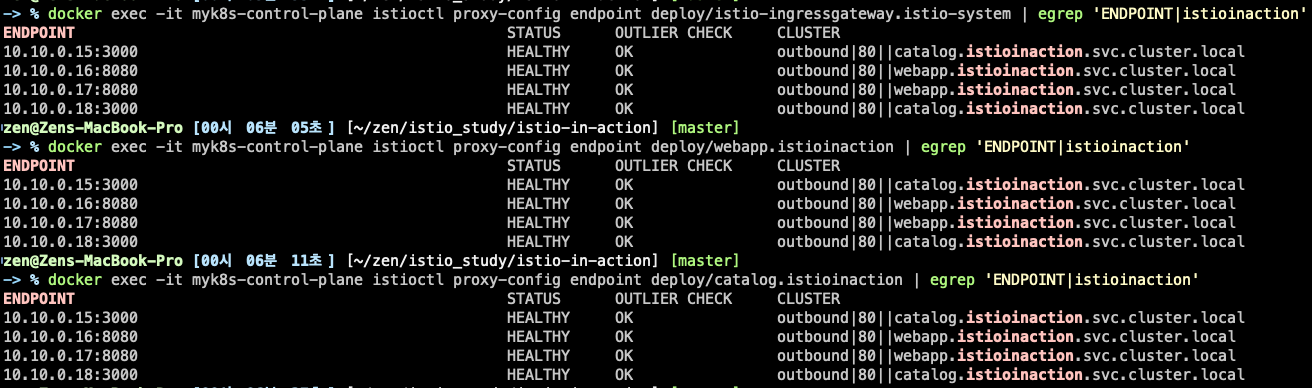 -> % docker exec -it myk8s-control-plane istioctl proxy-config endpoint deploy/istio-ingressgateway.istio-system | egrep 'ENDPOINT|istioinaction'
ENDPOINT STATUS OUTLIER CHECK CLUSTER
10.10.0.15:3000 HEALTHY OK outbound|80||catalog.istioinaction.svc.cluster.local
10.10.0.16:8080 HEALTHY OK outbound|80||webapp.istioinaction.svc.cluster.local
10.10.0.17:8080 HEALTHY OK outbound|80||webapp.istioinaction.svc.cluster.local
10.10.0.18:3000 HEALTHY OK outbound|80||catalog.istioinaction.svc.cluster.local
zen@Zens-MacBook-Pro [00시 06분 05초] [~/zen/istio_study/istio-in-action] [master]
-> % docker exec -it myk8s-control-plane istioctl proxy-config endpoint deploy/webapp.istioinaction | egrep 'ENDPOINT|istioinaction'
ENDPOINT STATUS OUTLIER CHECK CLUSTER
10.10.0.15:3000 HEALTHY OK outbound|80||catalog.istioinaction.svc.cluster.local
10.10.0.16:8080 HEALTHY OK outbound|80||webapp.istioinaction.svc.cluster.local
10.10.0.17:8080 HEALTHY OK outbound|80||webapp.istioinaction.svc.cluster.local
10.10.0.18:3000 HEALTHY OK outbound|80||catalog.istioinaction.svc.cluster.local
zen@Zens-MacBook-Pro [00시 06분 11초] [~/zen/istio_study/istio-in-action] [master]
-> % docker exec -it myk8s-control-plane istioctl proxy-config endpoint deploy/catalog.istioinaction | egrep 'ENDPOINT|istioinaction'
ENDPOINT STATUS OUTLIER CHECK CLUSTER
10.10.0.15:3000 HEALTHY OK outbound|80||catalog.istioinaction.svc.cluster.local
10.10.0.16:8080 HEALTHY OK outbound|80||webapp.istioinaction.svc.cluster.local
10.10.0.17:8080 HEALTHY OK outbound|80||webapp.istioinaction.svc.cluster.local
10.10.0.18:3000 HEALTHY OK outbound|80||catalog.istioinaction.svc.cluster.local